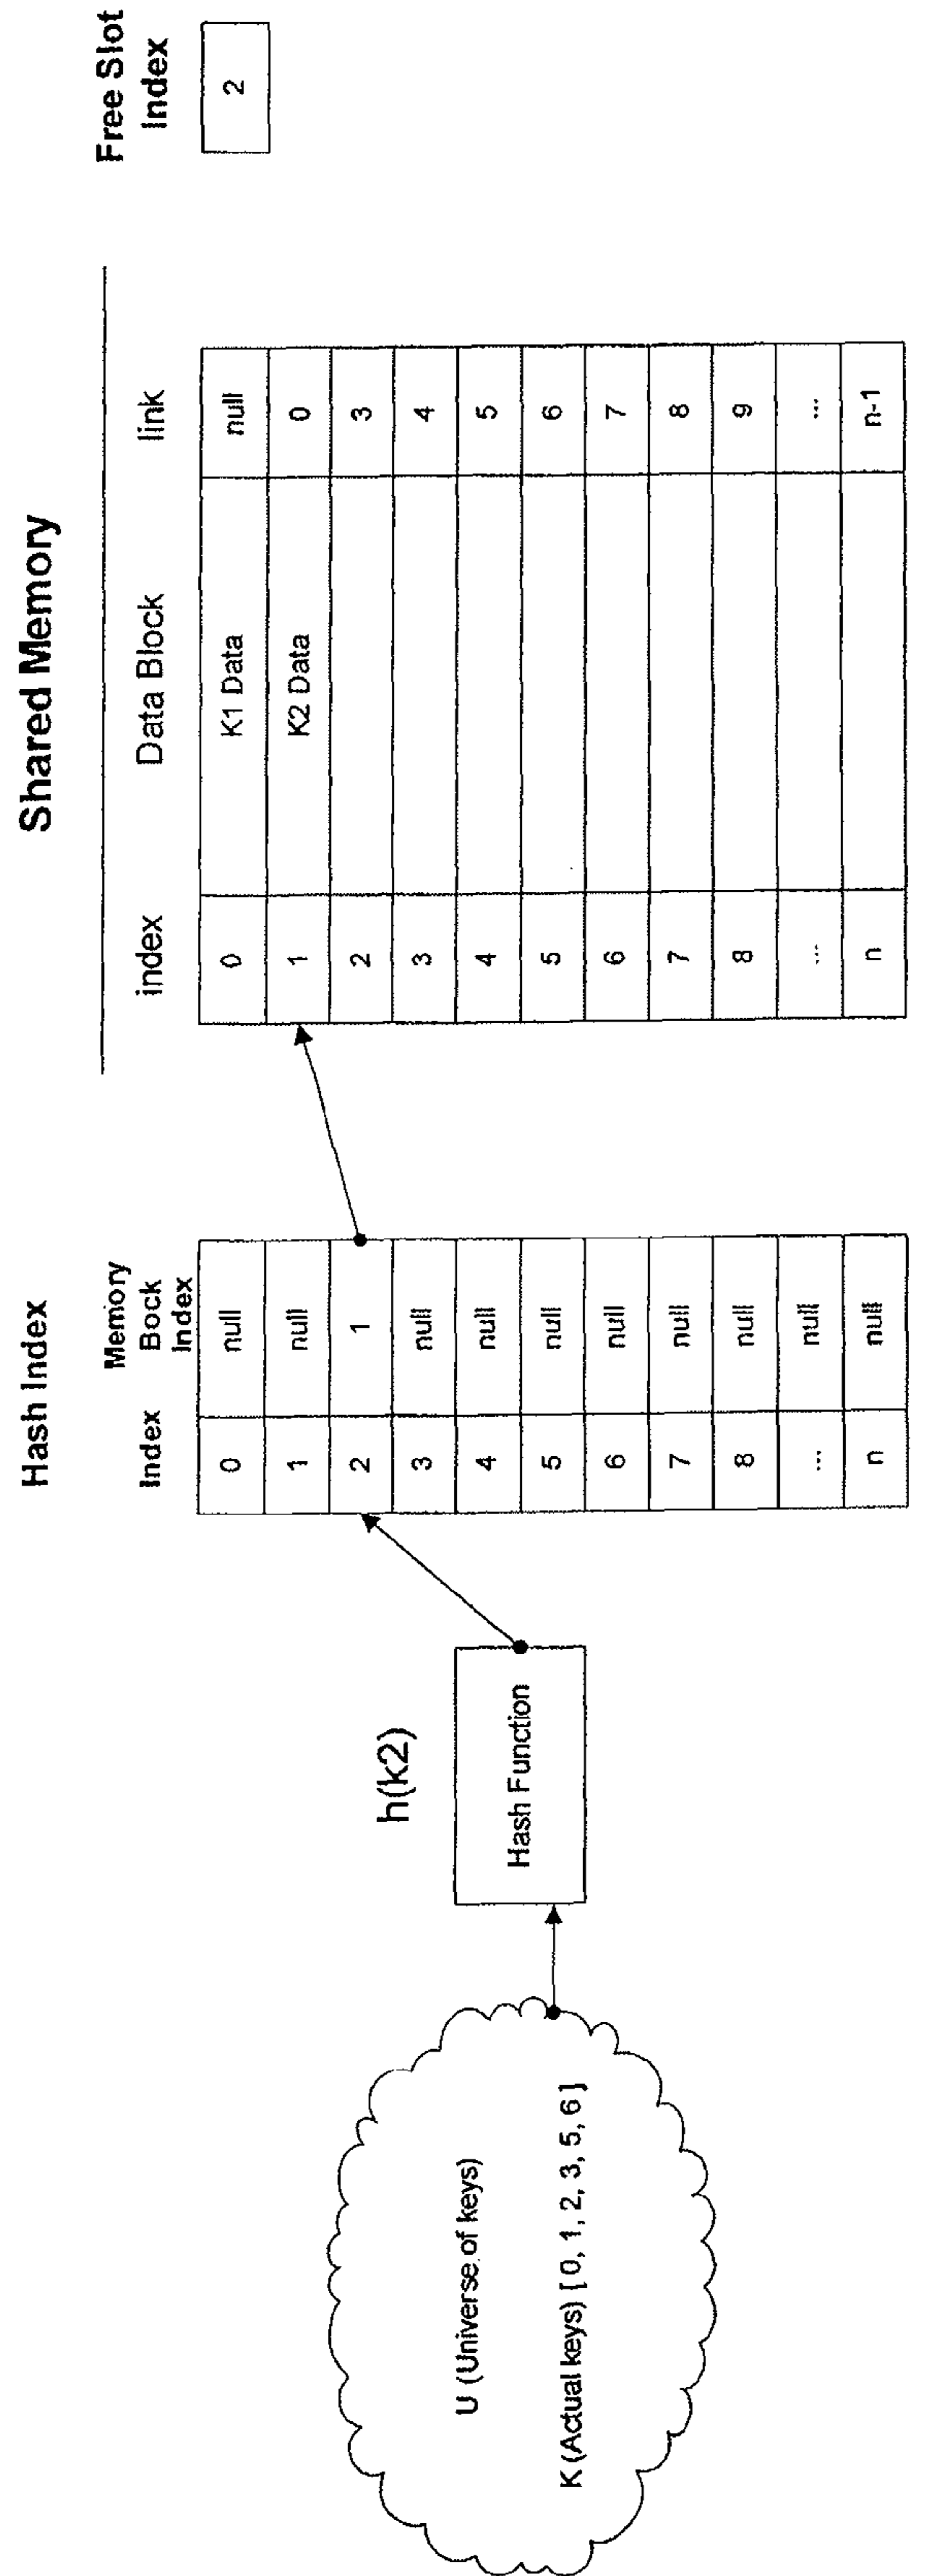 Shared Memory
Hash Index
Free Slot
Index
2
U (Universe of keys)
K (Actual keys) [ 0, 1, 2, 3, 5, 6 ]
h(k2)
Hash Function
Index Memory
Bock
Index
0 null
1 null
2 1
3 null
4 null
5 null
6 null
7 null
8 null
... null
n null
index Data Block link
0 K1 Data null
1 K2 Data 0
2 3
3 4
4 5
5 6
6 7
7 8
8 9
... ...
n n-1